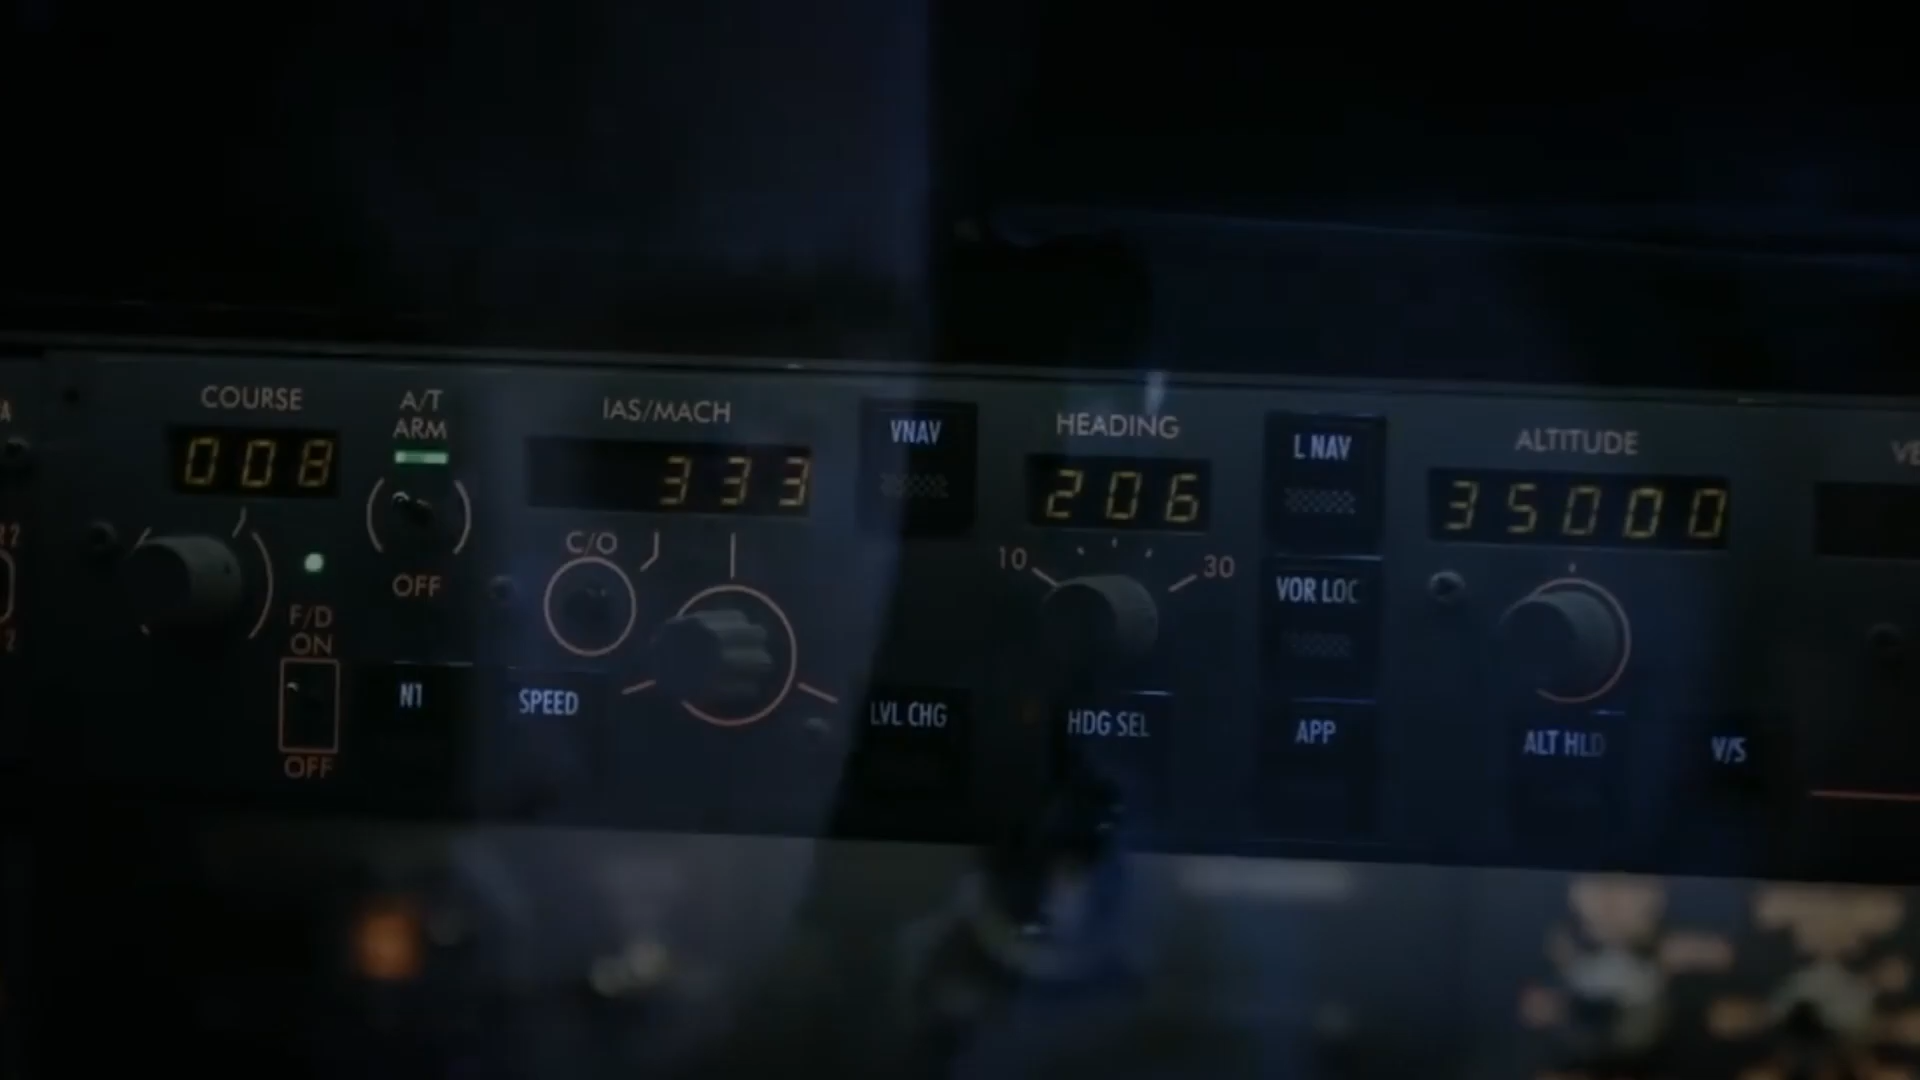 COURSE
008
A/T
ARM
OFF
F/D
ON
OFF
N1
SPEED
IAS/MACH
333
C/O
VNAV
LVL CHG
HEADING
206
10
30
HDG SEL
L NAV
VOR LOC
APP
ALTITUDE
35000
ALT HLD
V/S